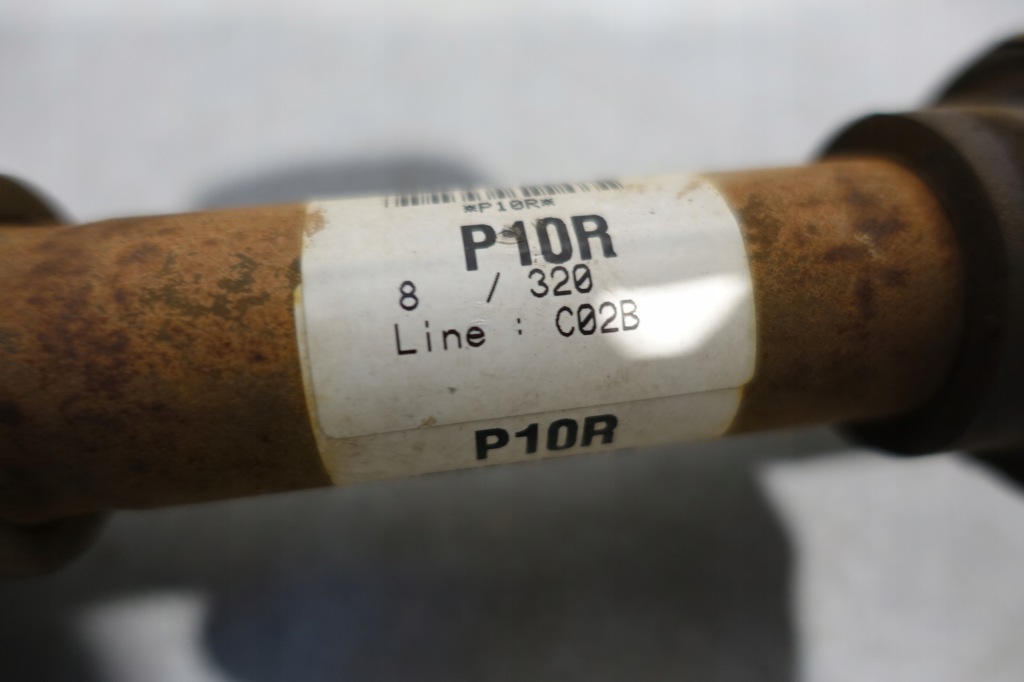 *P10R*
P10R
8 / 320
Line : C02B
P10R